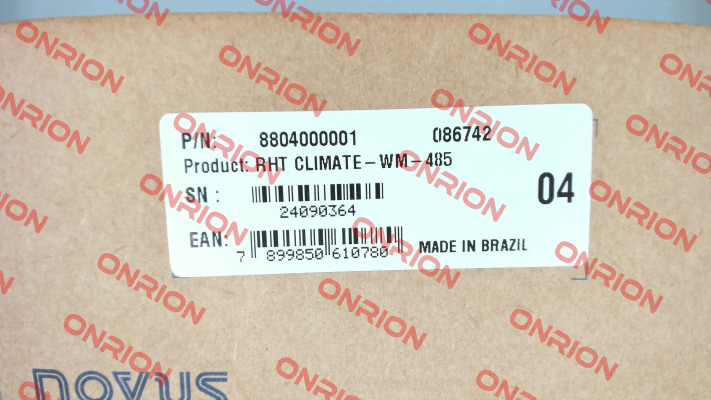 P/N: 8804000001 086742
Product: RHT CLIMATE-WM-485
SN : 24090364
04
EAN: 7 899850 610780
MADE IN BRAZIL
novus
ONRION